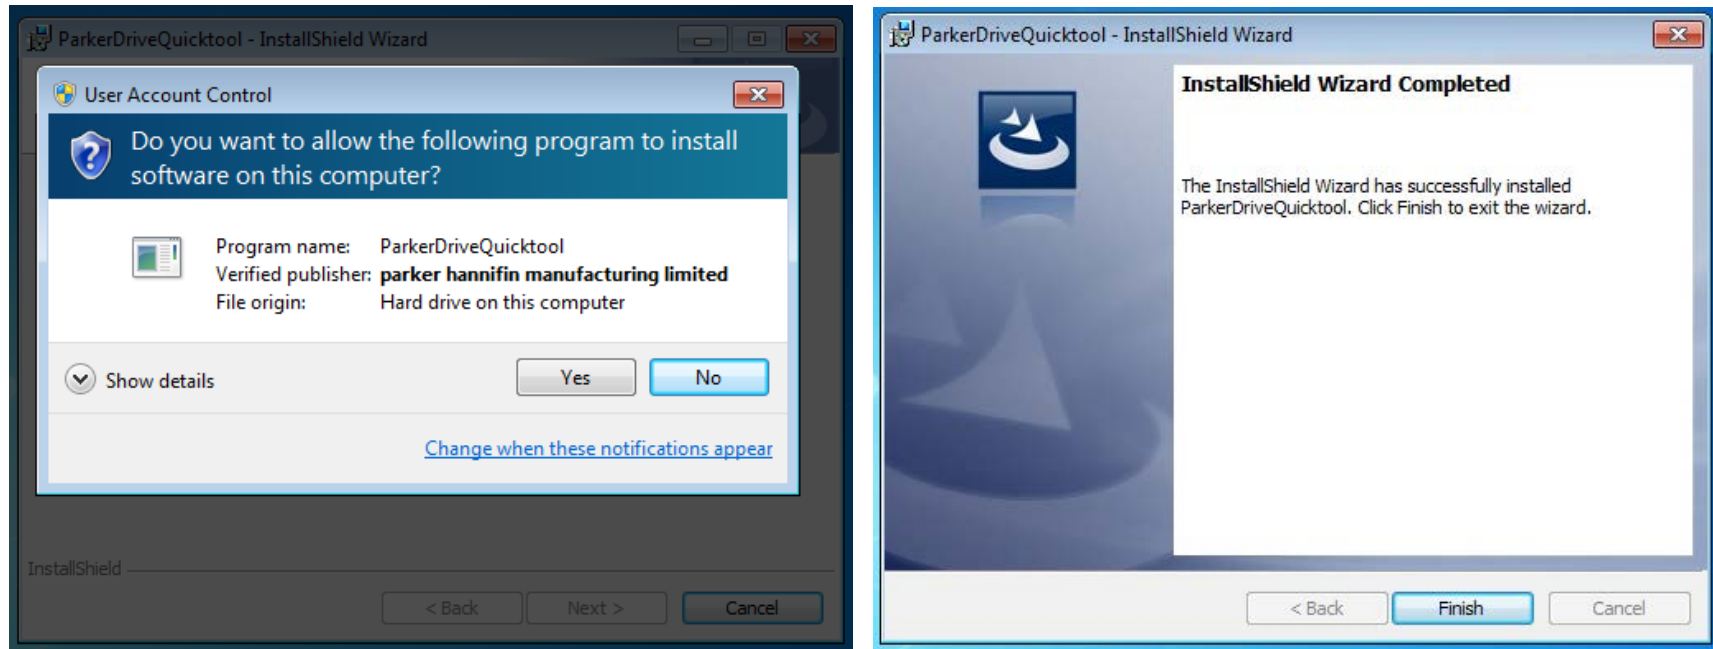 ParkerDriveQuicktool - InstallShield Wizard
User Account Control
Do you want to allow the following program to install
software on this computer?
Program name: ParkerDriveQuicktool
Verified publisher: parker hannifin manufacturing limited
File origin: Hard drive on this computer
Show details
Yes
No
Change when these notifications appear
InstallShield
< Back
Next >
Cancel
ParkerDriveQuicktool - InstallShield Wizard
InstallShield Wizard Completed
The InstallShield Wizard has successfully installed
ParkerDriveQuicktool. Click Finish to exit the wizard.
< Back
Finish
Cancel